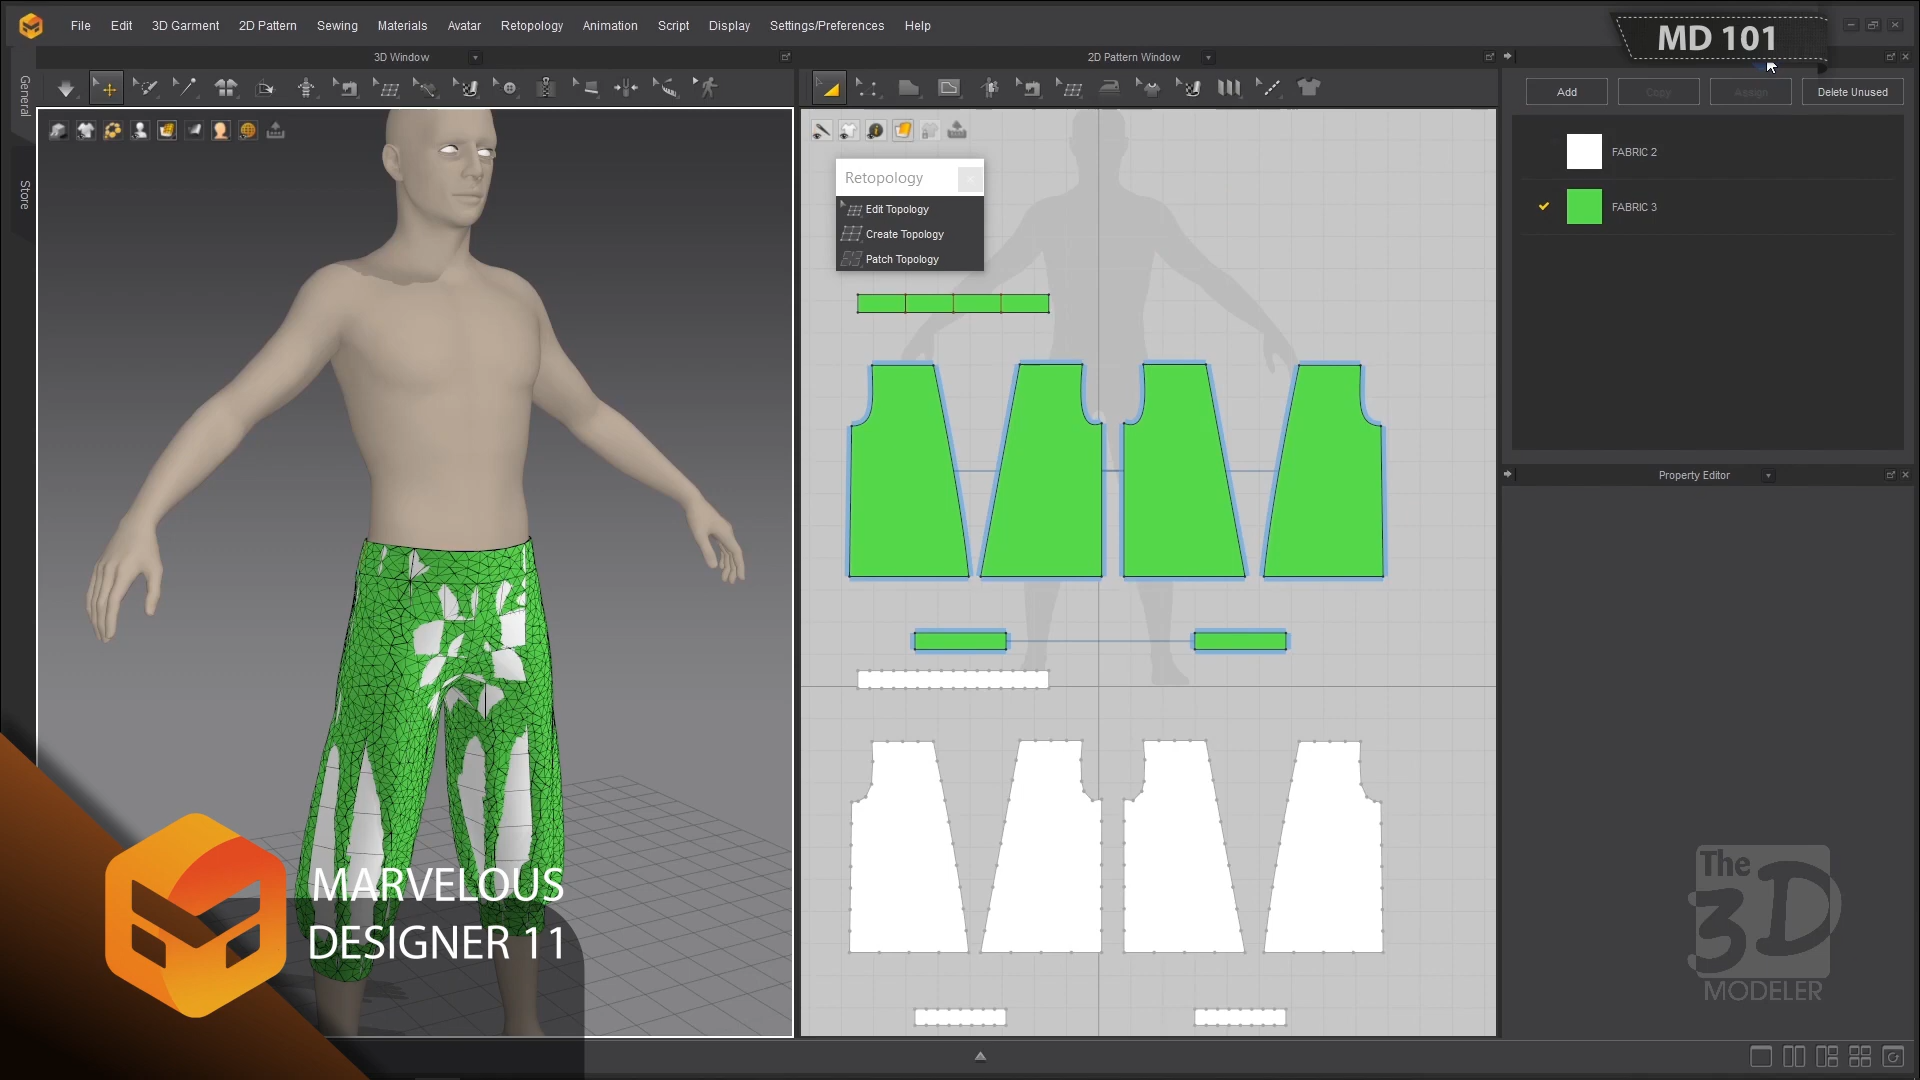 File Edit 3D Garment 2D Pattern Sewing Materials Avatar Retopology Animation Script Display Settings/Preferences Help
MD 101
3D Window
2D Pattern Window
General
Store
Add Copy Assign Delete Unused
FABRIC 2
FABRIC 3
Retopology
Edit Topology
Create Topology
Patch Topology
Property Editor
MARVELOUS
DESIGNER 11
The
3D
MODELER